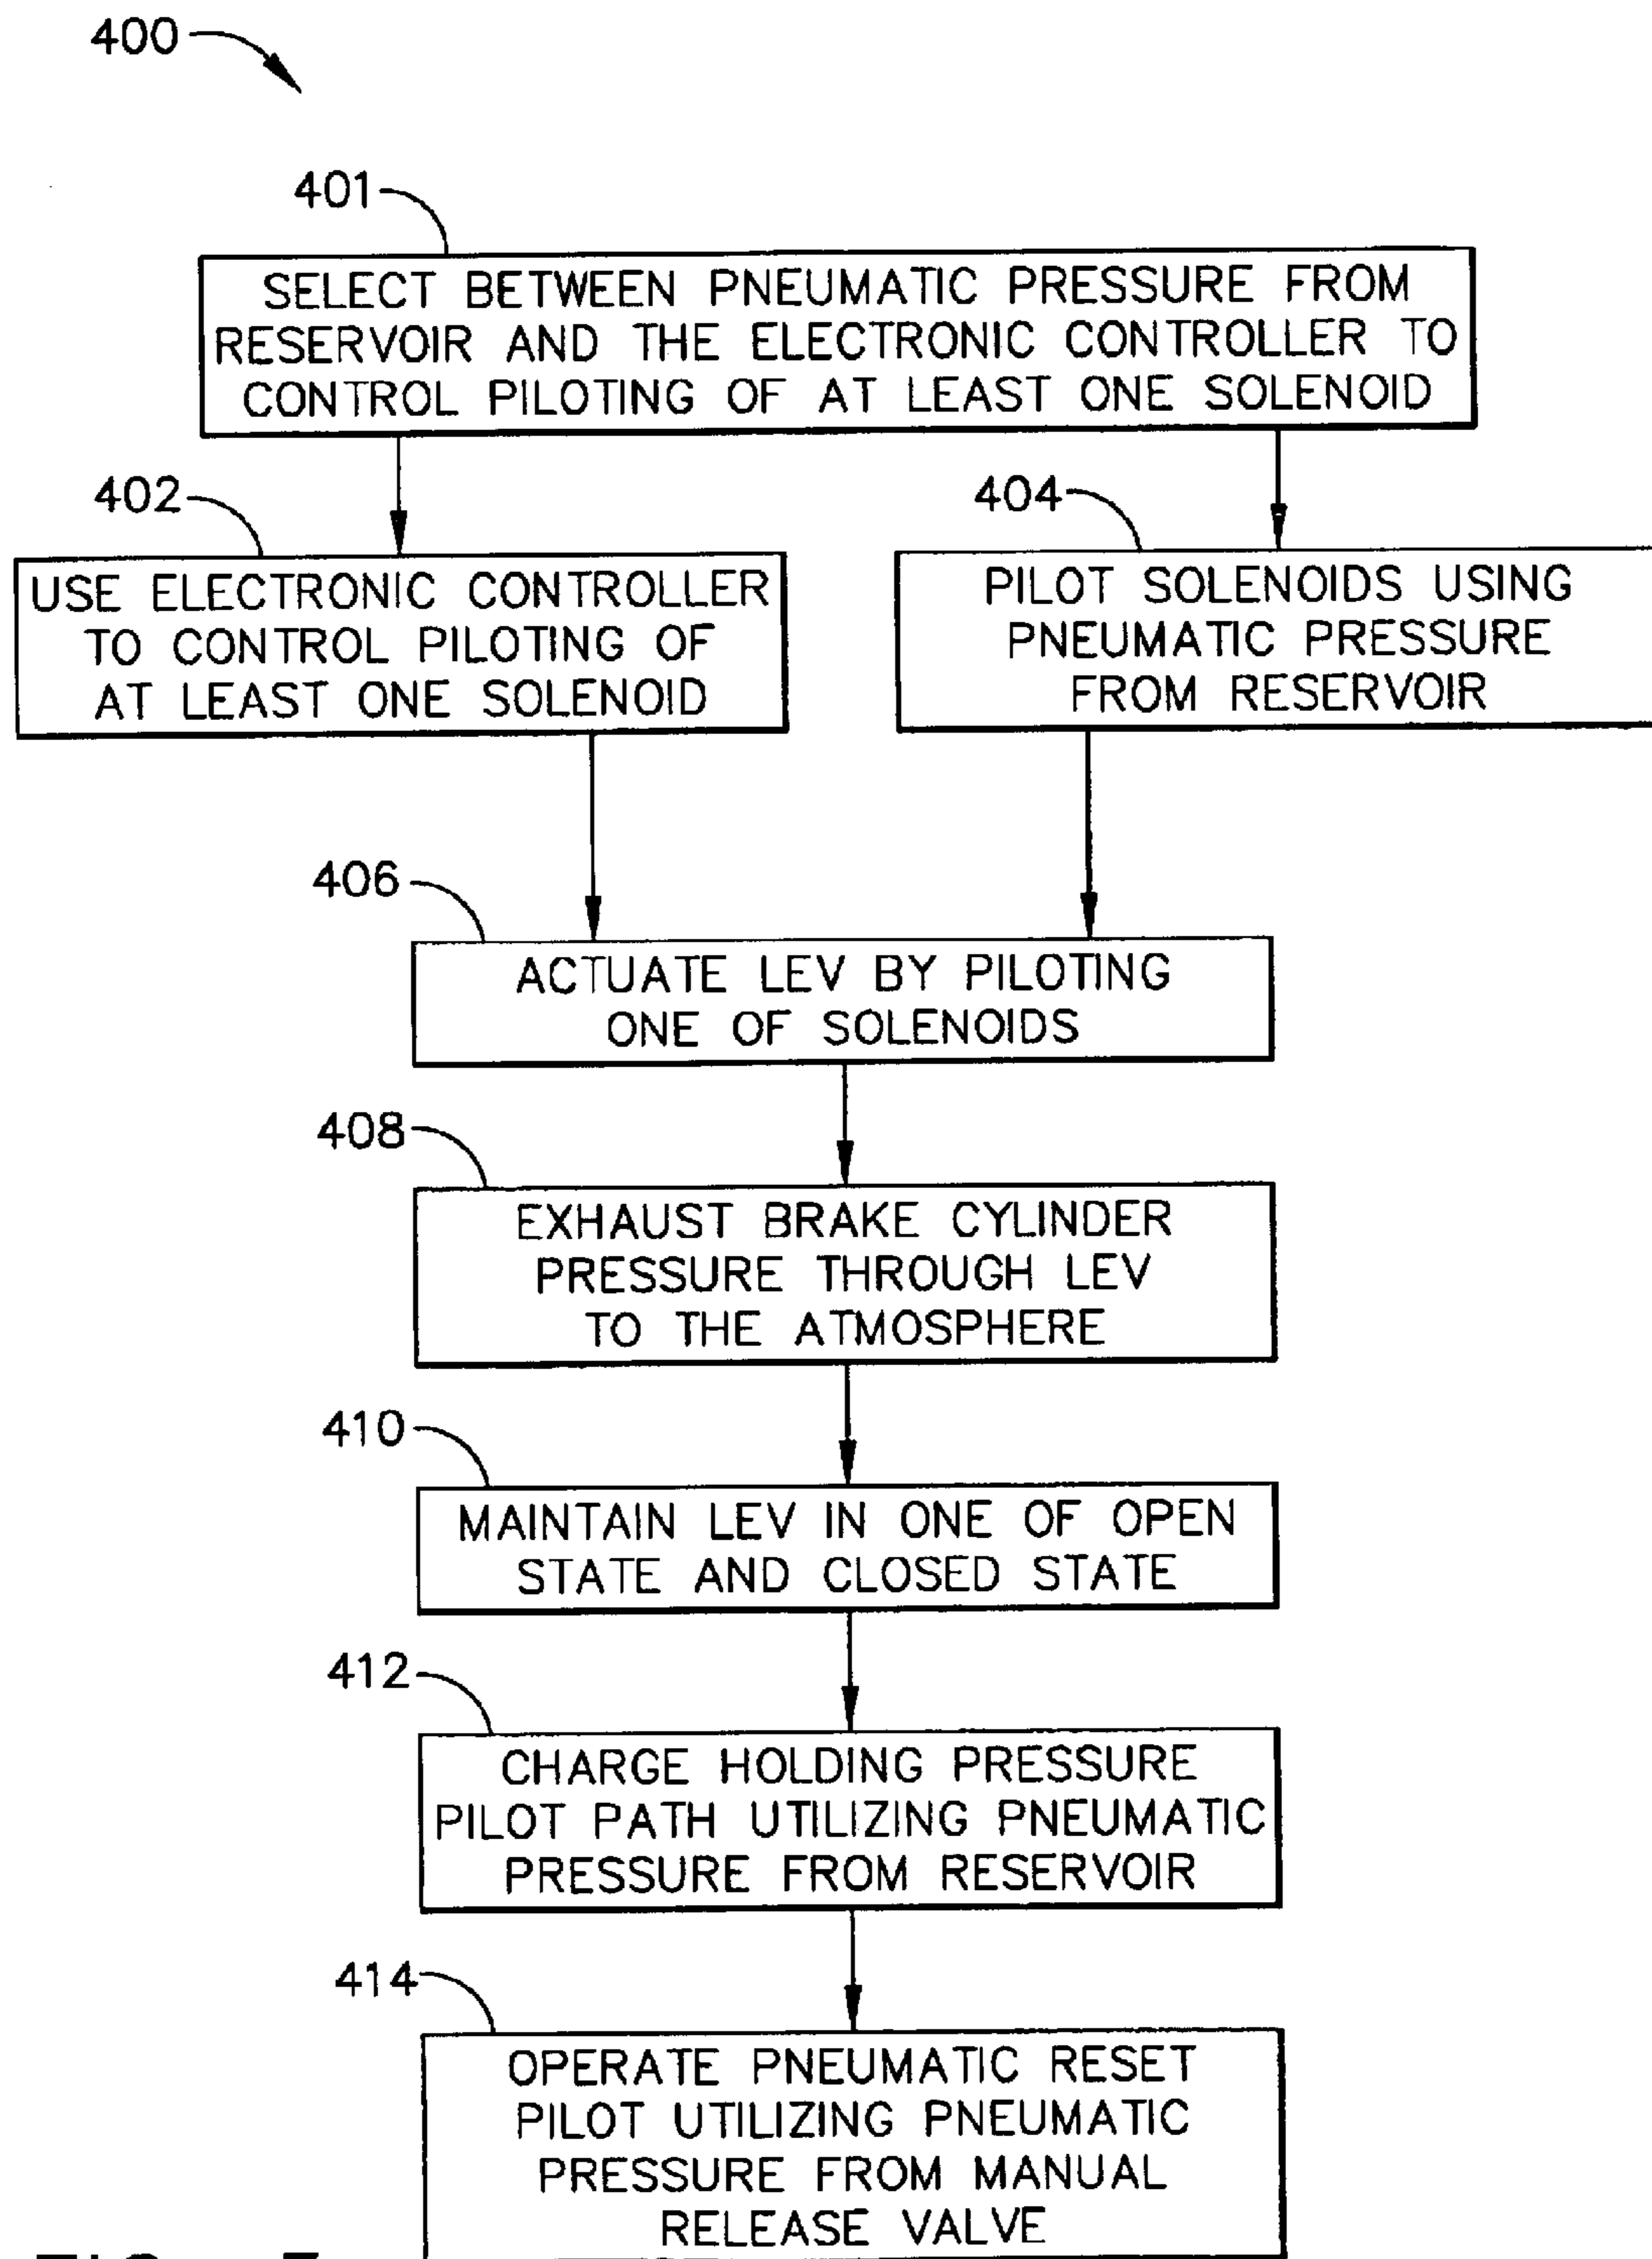 400
401
SELECT BETWEEN PNEUMATIC PRESSURE FROM
RESERVOIR AND THE ELECTRONIC CONTROLLER TO
CONTROL PILOTING OF AT LEAST ONE SOLENOID
402
USE ELECTRONIC CONTROLLER
TO CONTROL PILOTING OF
AT LEAST ONE SOLENOID
404
PILOT SOLENOIDS USING
PNEUMATIC PRESSURE
FROM RESERVOIR
406
ACTUATE LEV BY PILOTING
ONE OF SOLENOIDS
408
EXHAUST BRAKE CYLINDER
PRESSURE THROUGH LEV
TO THE ATMOSPHERE
410
MAINTAIN LEV IN ONE OF OPEN
STATE AND CLOSED STATE
412
CHARGE HOLDING PRESSURE
PILOT PATH UTILIZING PNEUMATIC
PRESSURE FROM RESERVOIR
414
OPERATE PNEUMATIC RESET
PILOT UTILIZING PNEUMATIC
PRESSURE FROM MANUAL
RELEASE VALVE